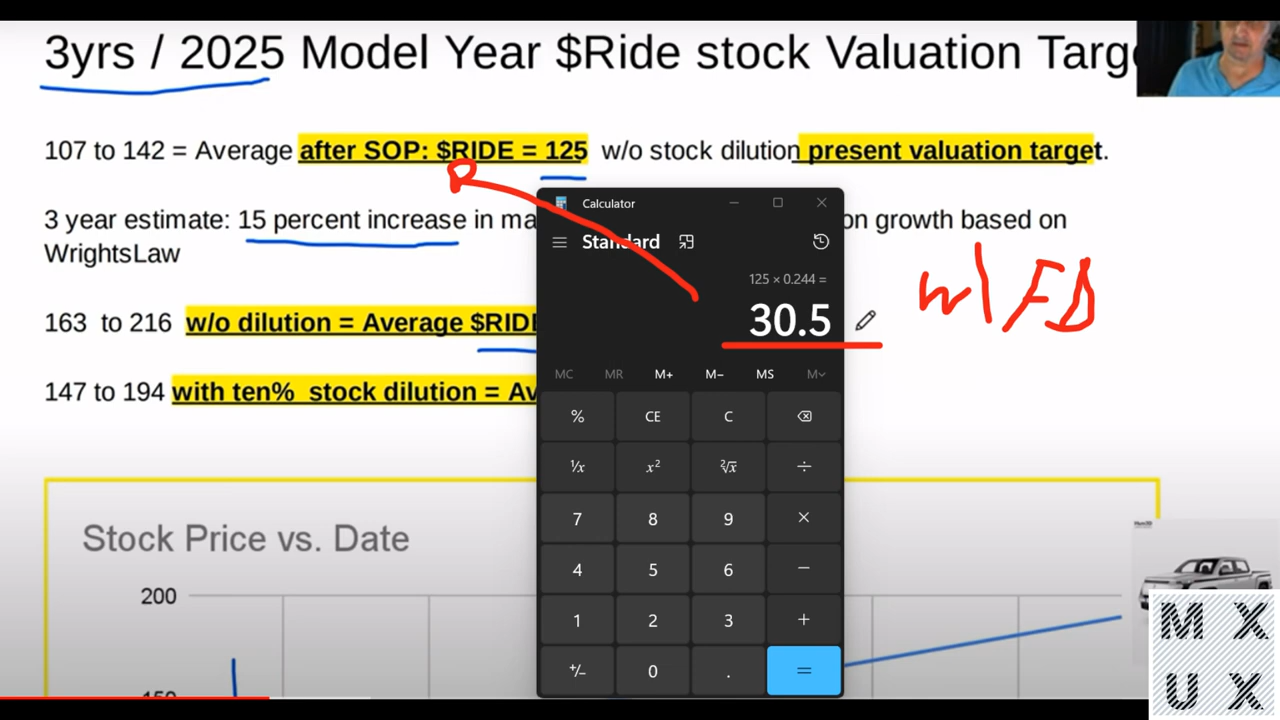 3yrs / 2025 Model Year $Ride stock Valuation Targ
107 to 142 = Average after SOP: $RIDE = 125 w/o stock dilution present valuation target.
3 year estimate: 15 percent increase in ma on growth based on
WrightsLaw
163 to 216 w/o dilution = Average $RIDE
147 to 194 with ten% stock dilution = Av
Calculator
Standard
125 × 0.244 =
30.5
w/ FD
MC MR M+ M− MS M˅
% CE C
¹/x x² ²√x ÷
7 8 9 ×
4 5 6 −
1 2 3 +
+/− 0 . =
Stock Price vs. Date
200
150
M X
U X